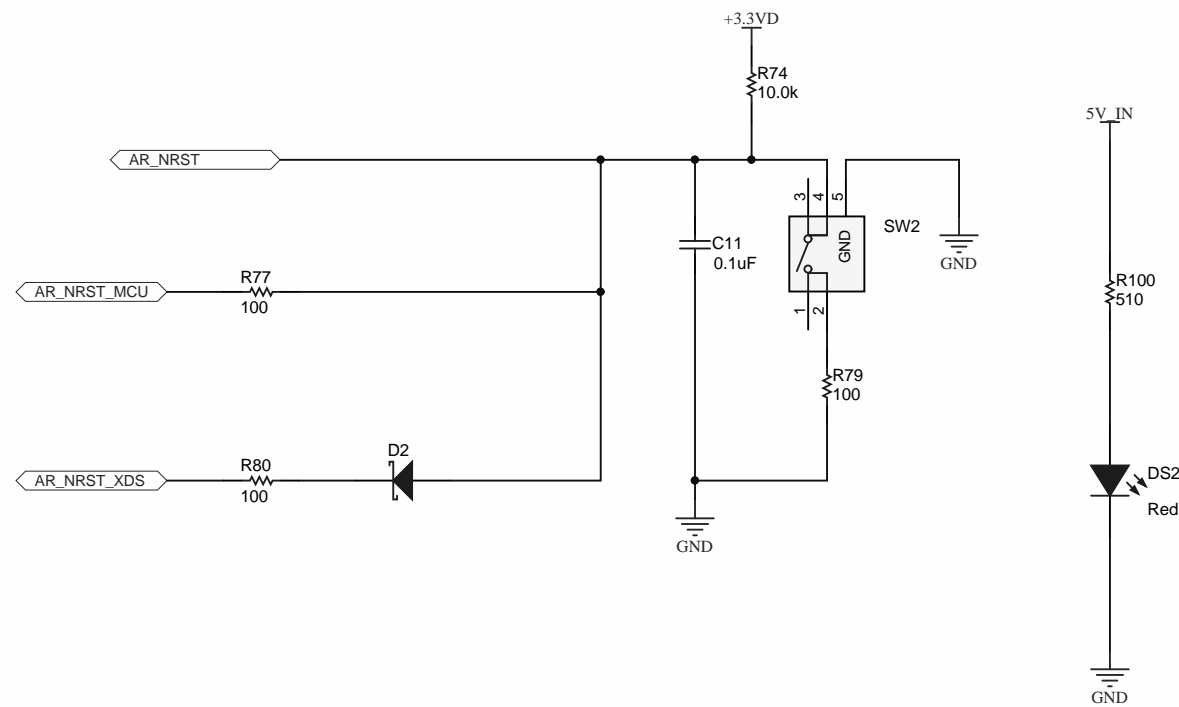 +3.3VD
R74
10.0k
5V_IN
AR_NRST
3
4
5
GND
SW2
C11
0.1uF
GND
R77
AR_NRST_MCU
100
1
2
R100
510
R79
100
D2
R80
AR_NRST_XDS
100
DS2
Red
GND
GND